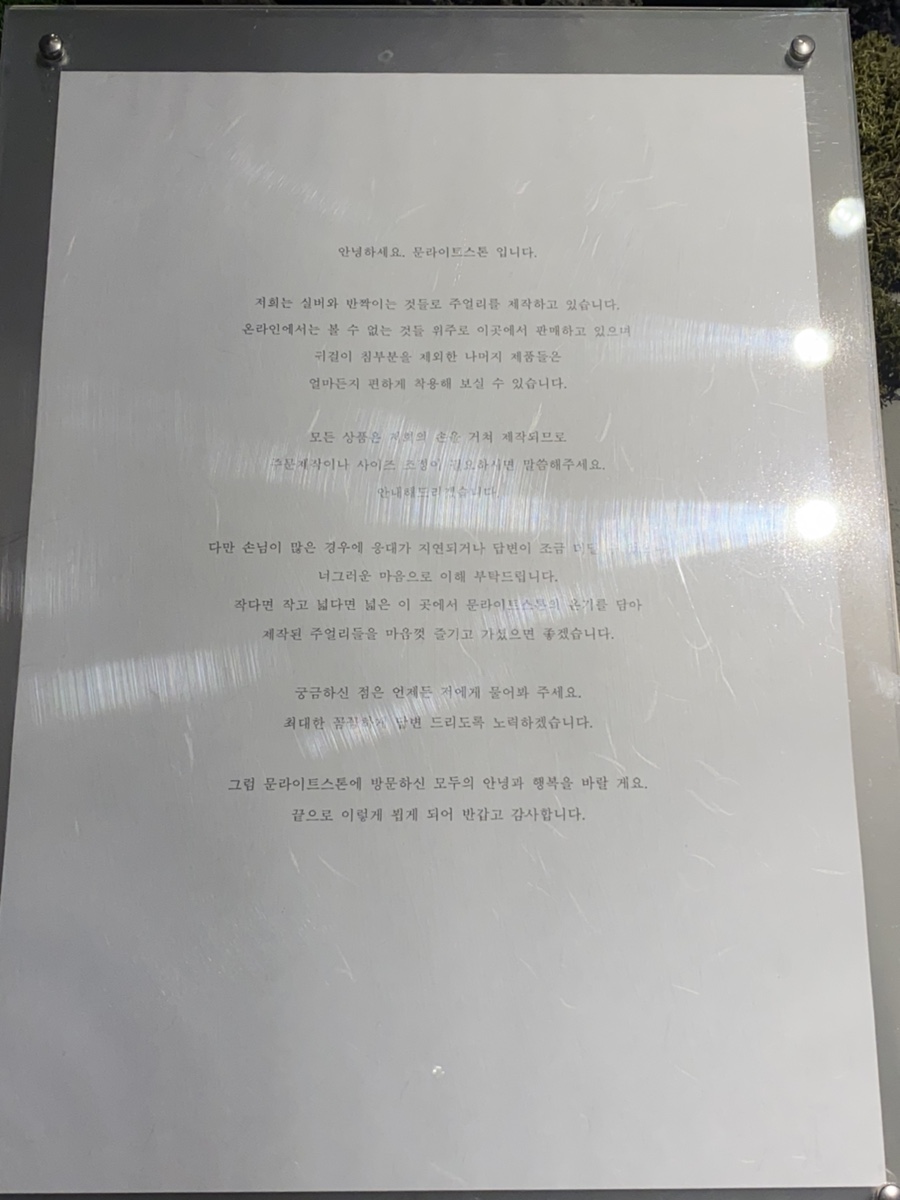 안녕하세요. 문라이트스톤 입니다.
저희는 실버와 반짝이는 것들로 주얼리를 제작하고 있습니다.
온라인에서는 볼 수 없는 것들 위주로 이곳에서 판매하고 있으며
귀걸이 침부분을 제외한 나머지 제품들은
얼마든지 편하게 착용해 보실 수 있습니다.
모든 상품은 저희의 손을 거쳐 제작되므로
주문제작이나 사이즈 조정이 필요하시면 말씀해주세요.
안내해드리겠습니다.
다만 손님이 많은 경우에 응대가 지연되거나 답변이 조금
너그러운 마음으로 이해 부탁드립니다.
작다면 작고 넓다면 넓은 이 곳에서 문라이트스톤의 온기를 담아
제작된 주얼리들을 마음껏 즐기고 가셨으면 좋겠습니다.
궁금하신 점은 언제든 저에게 물어봐 주세요.
최대한 꼼꼼하게 답변 드리도록 노력하겠습니다.
그럼 문라이트스톤에 방문하신 모두의 안녕과 행복을 바랄 게요.
끝으로 이렇게 뵙게 되어 반갑고 감사합니다.